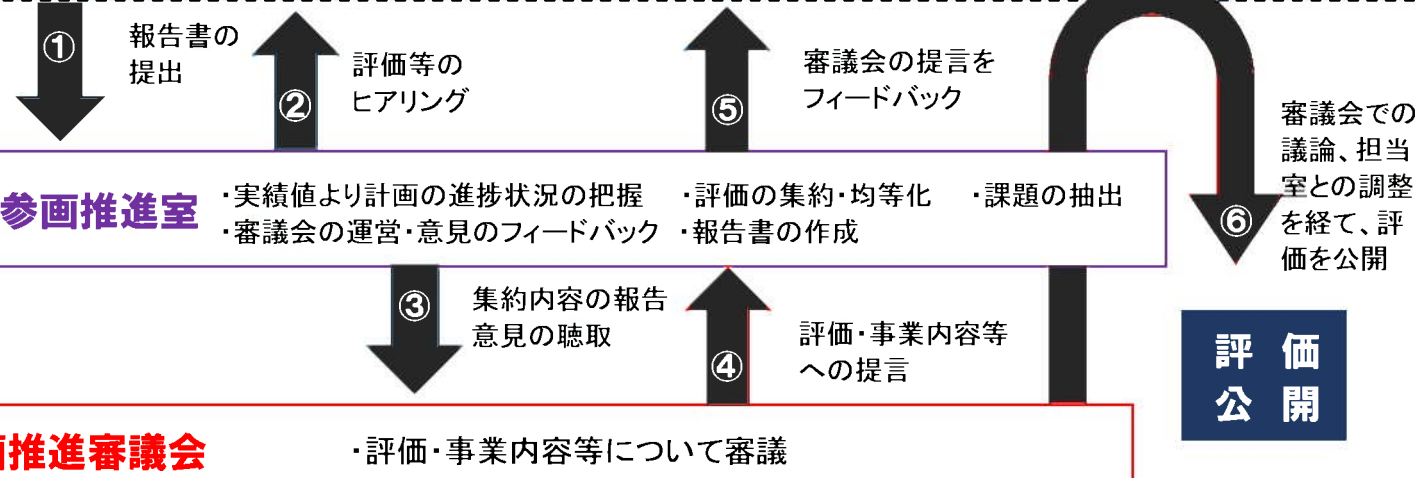 ①
報告書の
提出
②
評価等の
ヒアリング
⑤
審議会の提言を
フィードバック
⑥
審議会での
議論、担当
室との調整
を経て、評
価を公開
参画推進室
・実績値より計画の進捗状況の把握　・評価の集約・均等化　・課題の抽出
・審議会の運営・意見のフィードバック　・報告書の作成
③
集約内容の報告
意見の聴取
④
評価・事業内容等
への提言
評　価
公　開
推進審議会
・評価・事業内容等について審議